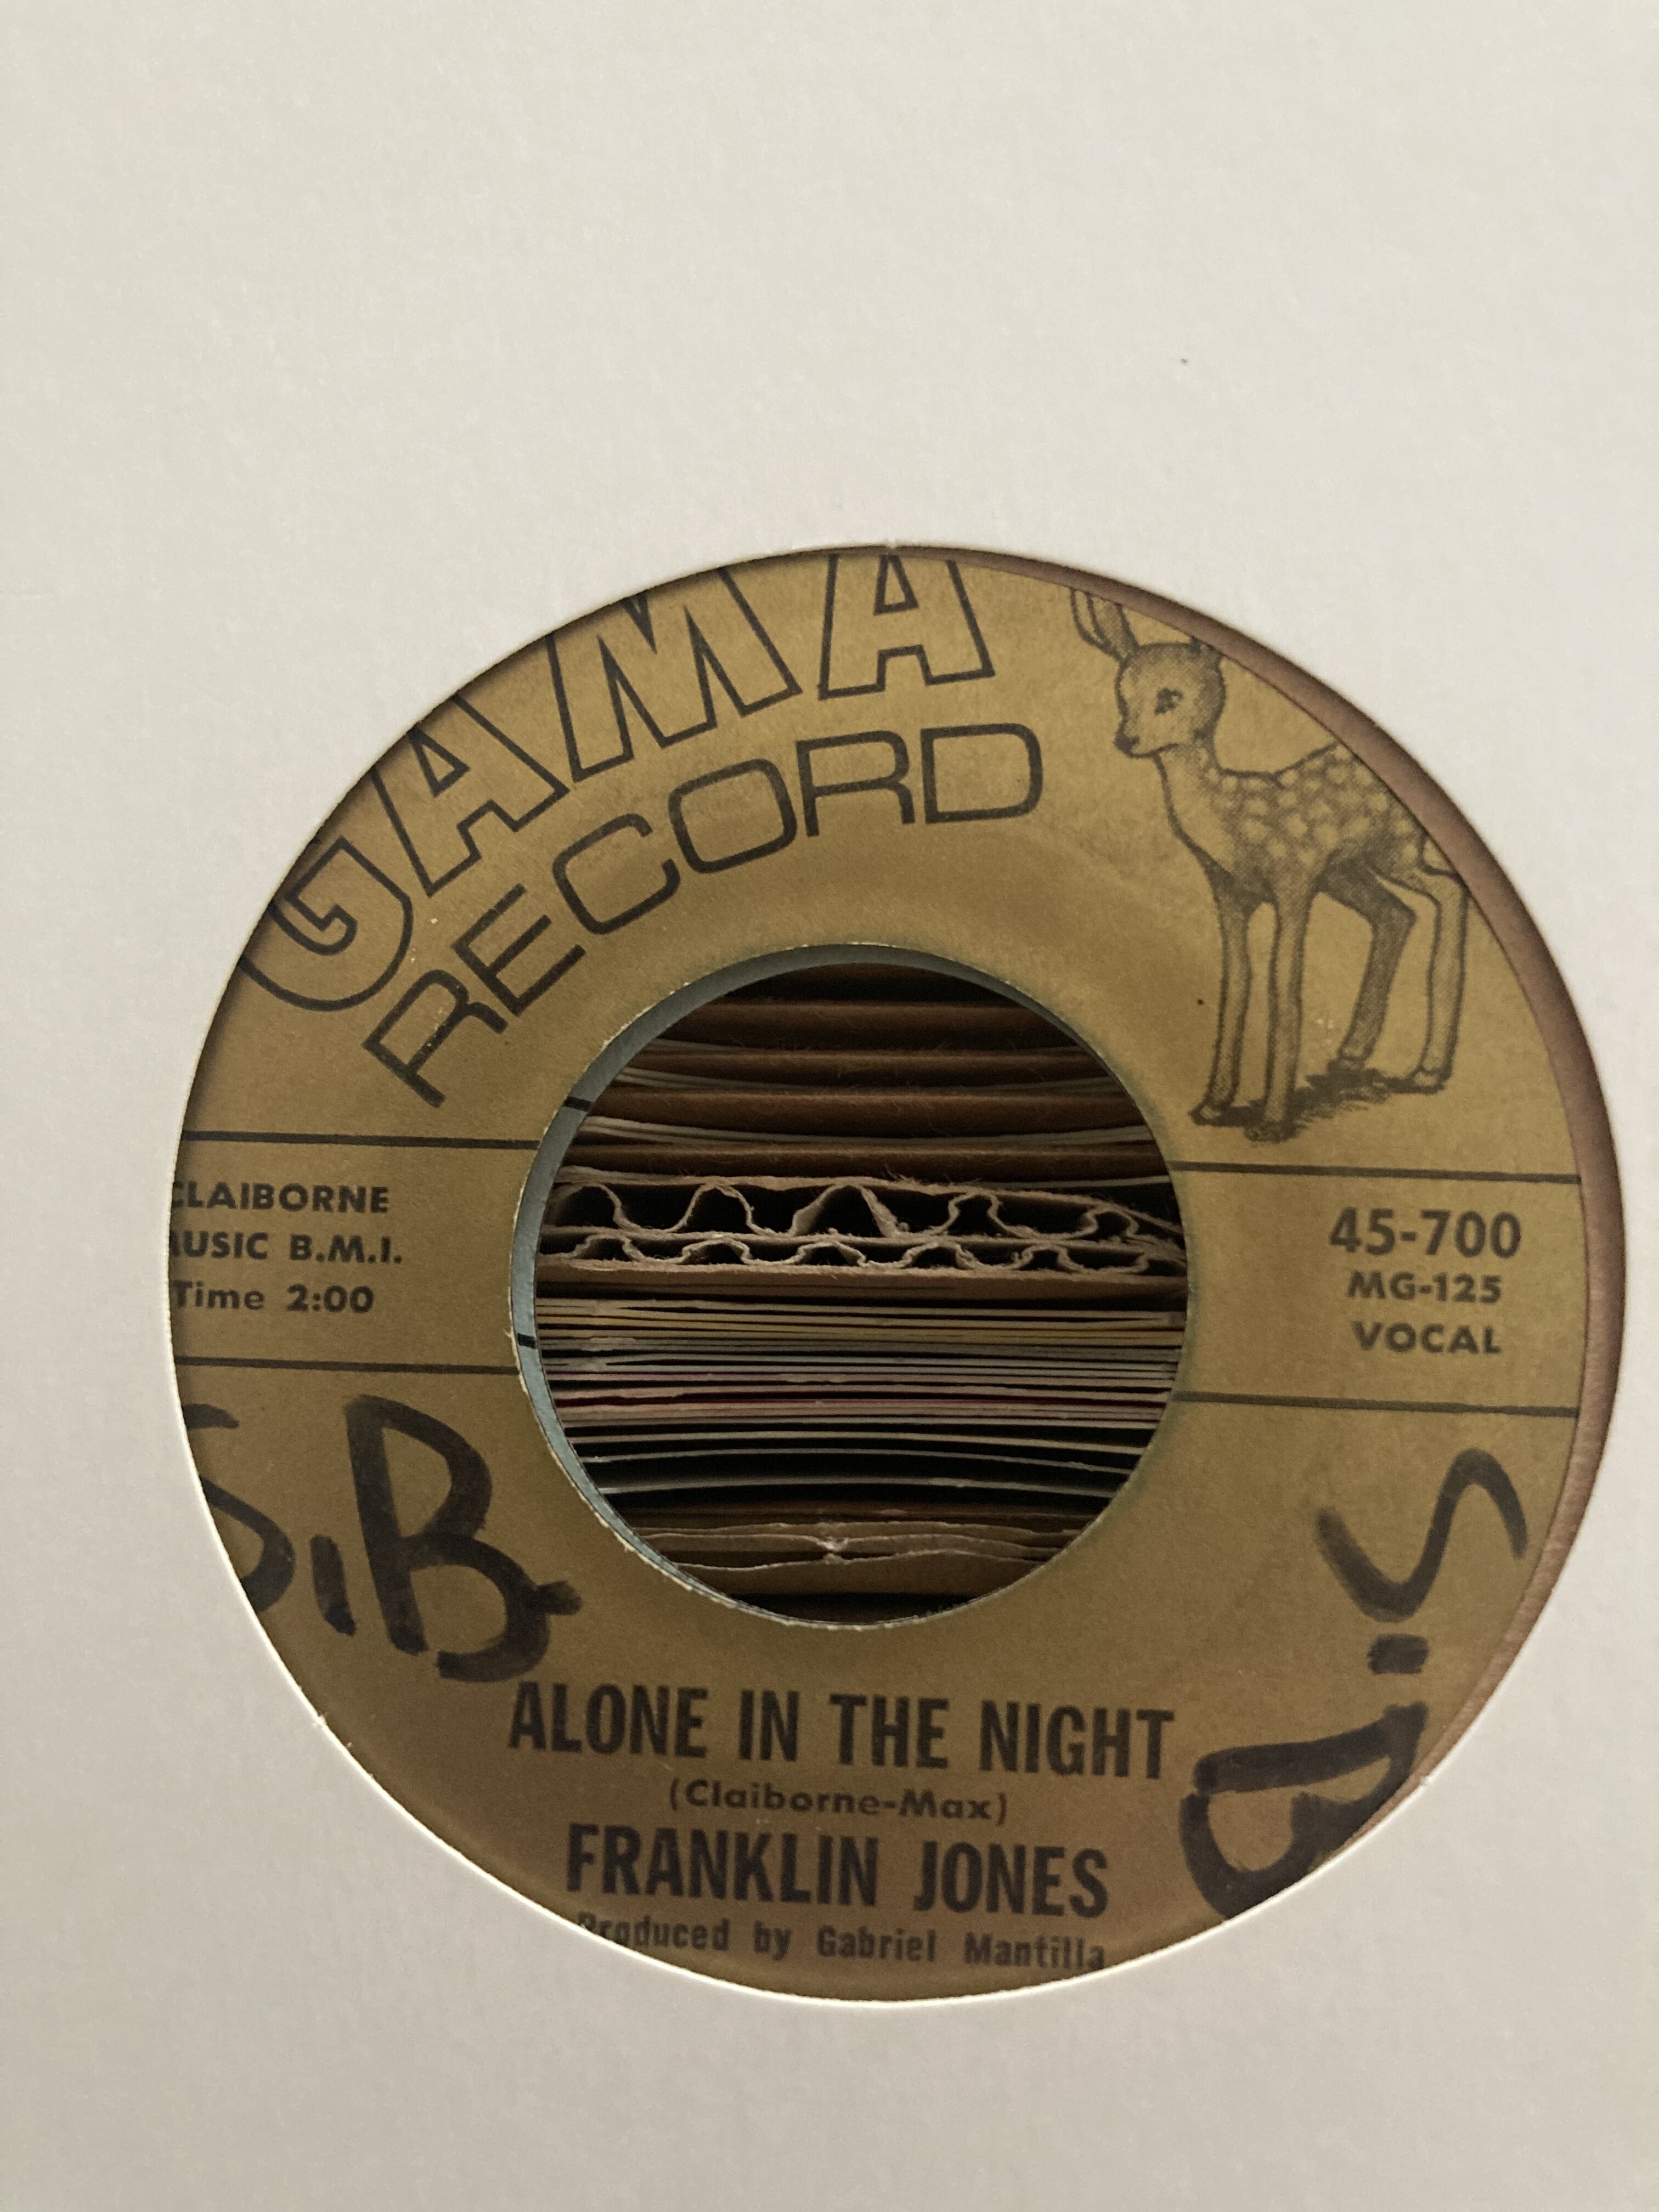 GAMA
RECORD
CLAIBORNE
MUSIC B.M.I.
Time 2:00
45-700
MG-125
VOCAL
S.B
B.S
ALONE IN THE NIGHT
(Claiborne-Max)
FRANKLIN JONES
Produced by Gabriel Mantilla